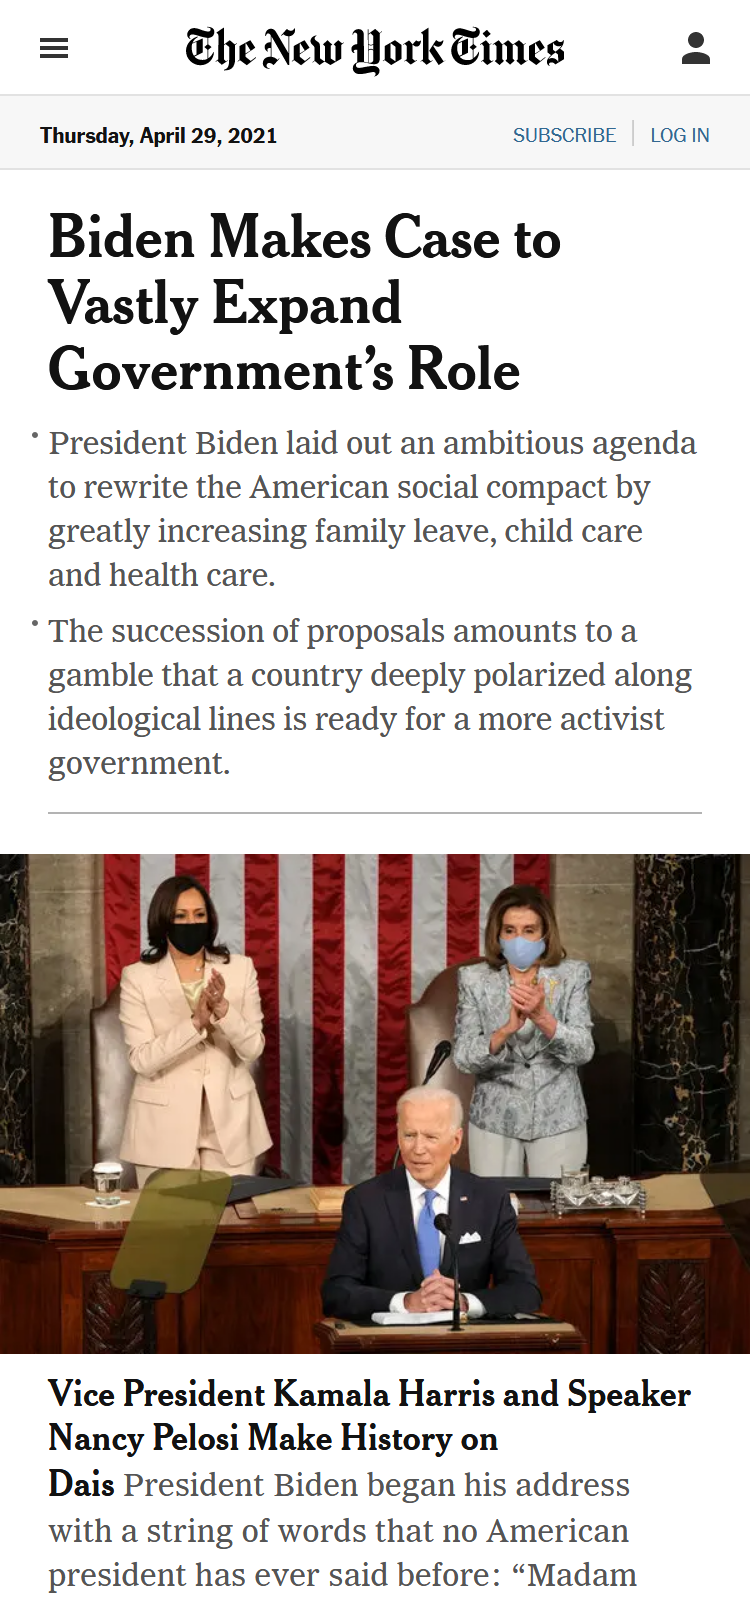 The New York Times
Thursday, April 29, 2021
SUBSCRIBE
LOG IN
Biden Makes Case to
Vastly Expand
Government’s Role
President Biden laid out an ambitious agenda
to rewrite the American social compact by
greatly increasing family leave, child care
and health care.
The succession of proposals amounts to a
gamble that a country deeply polarized along
ideological lines is ready for a more activist
government.
Vice President Kamala Harris and Speaker
Nancy Pelosi Make History on
Dais President Biden began his address
with a string of words that no American
president has ever said before: “Madam